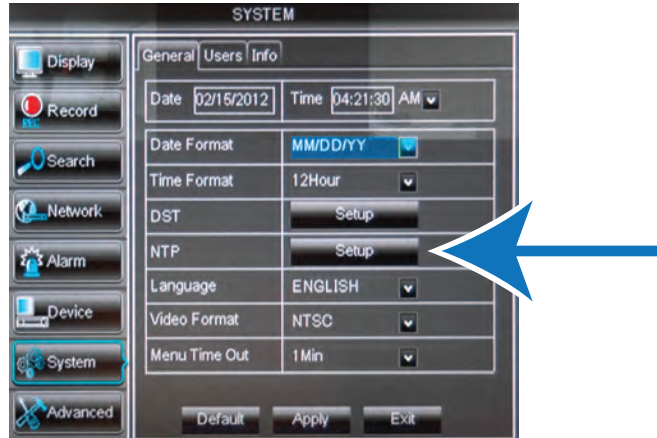 SYSTEM
Display
Record
REC
Search
Network
Alarm
Device
System
Advanced
General Users Info
Date 02/15/2012 Time 04:21:30 AM
Date Format MM/DD/YY
Time Format 12Hour
DST Setup
NTP Setup
Language ENGLISH
Video Format NTSC
Menu Time Out 1Min
Default Apply Exit